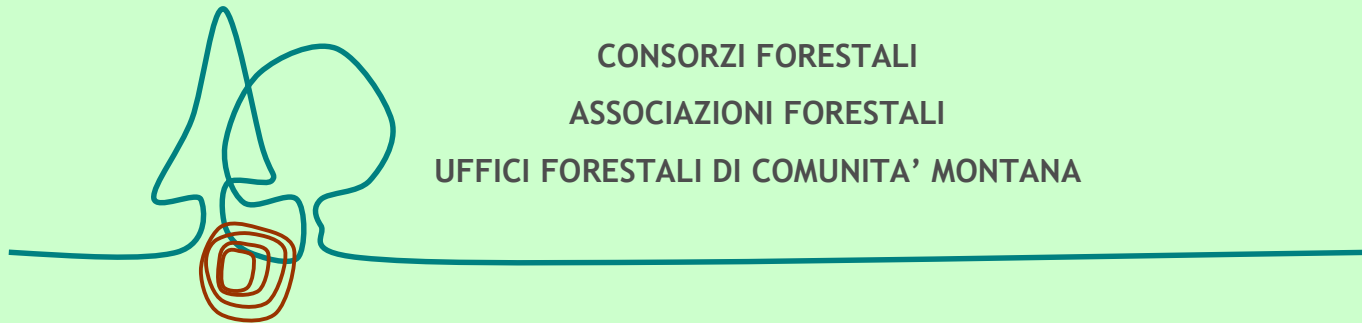 CONSORZI FORESTALI
ASSOCIAZIONI FORESTALI
UFFICI FORESTALI DI COMUNITA’ MONTANA